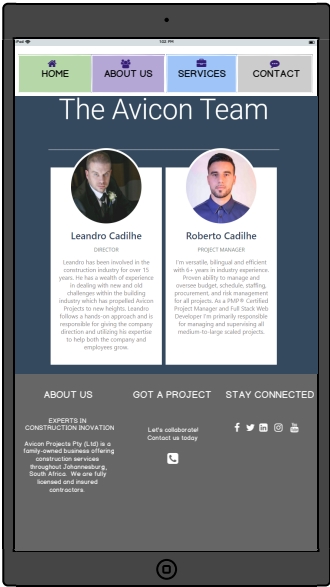 iPad
1:02 PM
HOME
ABOUT US
SERVICES
CONTACT
The Avicon Team
Leandro Cadilhe
DIRECTOR
Leandro has been involved in the
construction industry for over 15
years. He has a wealth of experience
in dealing with new and old
challenges within the building
industry which has propelled Avicon
Projects to new heights. Leandro
follows a hands-on approach and is
responsible for giving the company
direction and utilizing his expertise
to help both the company and
employees grow.
Roberto Cadilhe
PROJECT MANAGER
I'm versatile, bilingual and efficient
with 6+ years in industry experience.
Proven ability to manage and
oversee budget, schedule, staffing,
procurement, and risk management
for all projects. As a PMP® Certified
Project Manager and Full Stack Web
Developer I'm primarily responsible
for managing and supervising all
medium-to-large scaled projects.
ABOUT US
EXPERTS IN
CONSTRUCTION INOVATION
Avicon Projects Pty (Ltd) is a
family-owned business offering
construction services
throughout Johannesburg,
South Africa. We are fully
licensed and insured
contractors.
GOT A PROJECT
Let's collaborate!
Contact us today
STAY CONNECTED